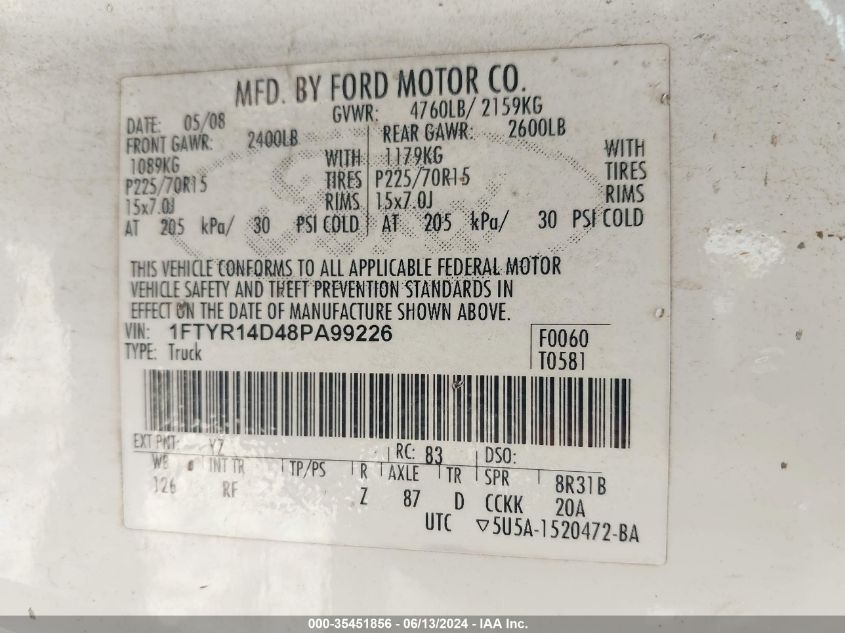 MFD. BY FORD MOTOR CO.
DATE: 05/08 GVWR: 4760LB/ 2159KG
FRONT GAWR: 2400LB REAR GAWR: 2600LB
1089KG WITH 1179KG WITH
P225/70R15 TIRES P225/70R15 TIRES
15x7.0J RIMS 15x7.0J RIMS
AT 205 kPa/ 30 PSI COLD AT 205 kPa/ 30 PSI COLD
THIS VEHICLE CONFORMS TO ALL APPLICABLE FEDERAL MOTOR
VEHICLE SAFETY AND THEFT PREVENTION STANDARDS IN
EFFECT ON THE DATE OF MANUFACTURE SHOWN ABOVE.
VIN: 1FTYR14D48PA99226 F0060
TYPE: Truck T0581
EXT PNT: YZ RC: 83 DSO:
WB INT TR TP/PS R AXLE TR SPR 8R31B
126 RF Z 87 D CCKK 20A
UTC ▽5U5A-1520472-BA
000-35451856 - 06/13/2024 - IAA Inc.